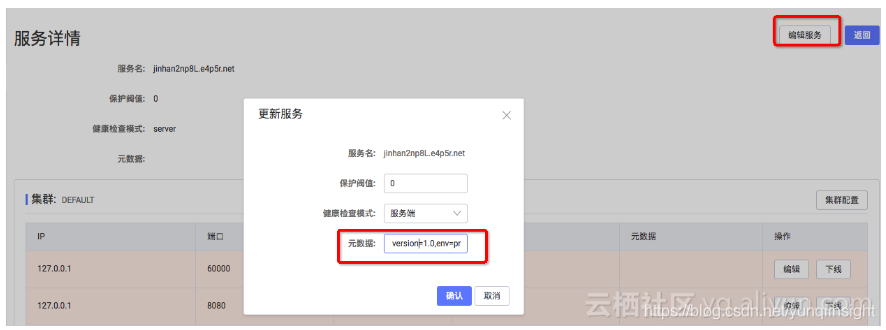 服务详情
编辑服务 返回
服务名: jinhan2np8L.e4p5r.net
保护阈值: 0
健康检查模式: server
元数据:
更新服务
服务名: jinhan2np8L.e4p5r.net
保护阀值: 0
健康检查模式: 服务端
元数据: version=1.0,env=pr
确认 取消
集群: DEFAULT
集群配置
IP 端口 元数据 操作
127.0.0.1 60000 编辑 下线
127.0.0.1 8080 编辑 下线
云栖社区 yq.aliyun.com
https://blog.csdn.net/yunqiinsight